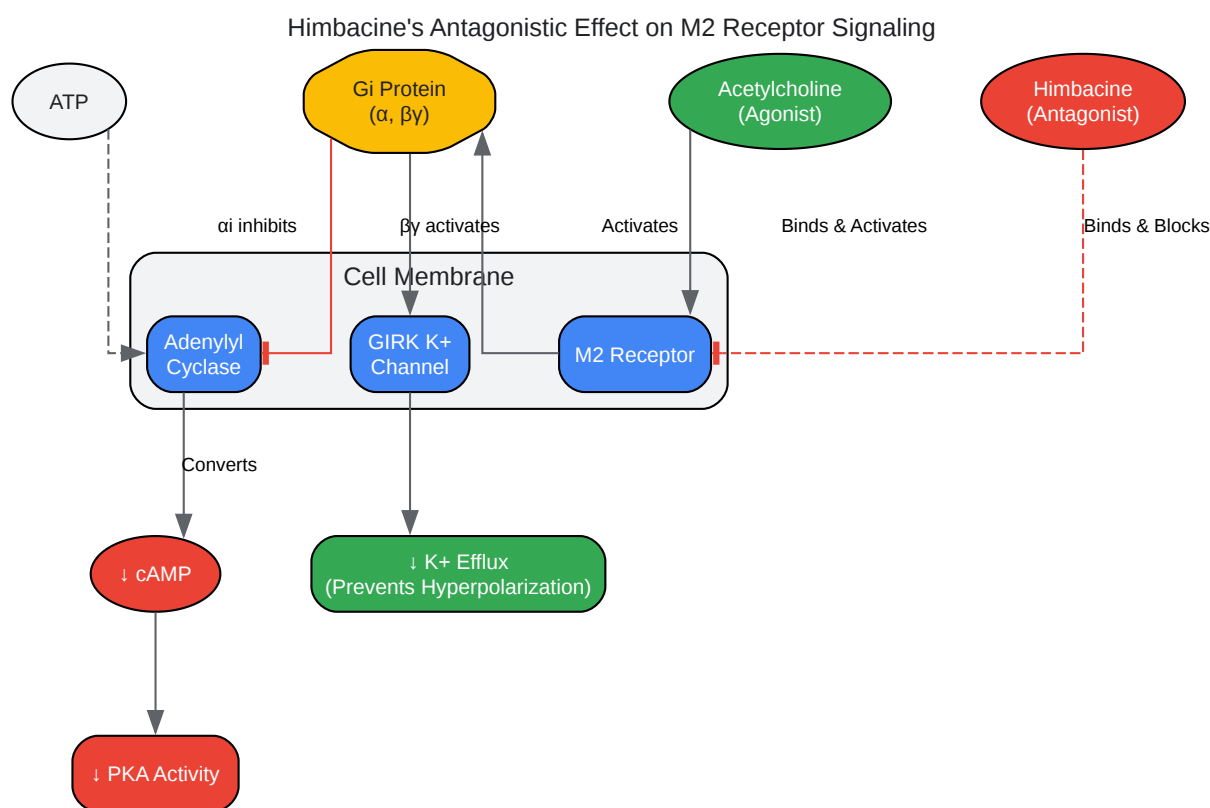 Himbacine's Antagonistic Effect on M2 Receptor Signaling
ATP
Gi Protein
(α, βγ)
Acetylcholine
(Agonist)
Himbacine
(Antagonist)
αi inhibits
βγ activates
Activates
Binds & Activates
Binds & Blocks
Cell Membrane
Adenylyl
Cyclase
GIRK K+
Channel
M2 Receptor
Converts
↓ cAMP
↓ K+ Efflux
(Prevents Hyperpolarization)
↓ PKA Activity